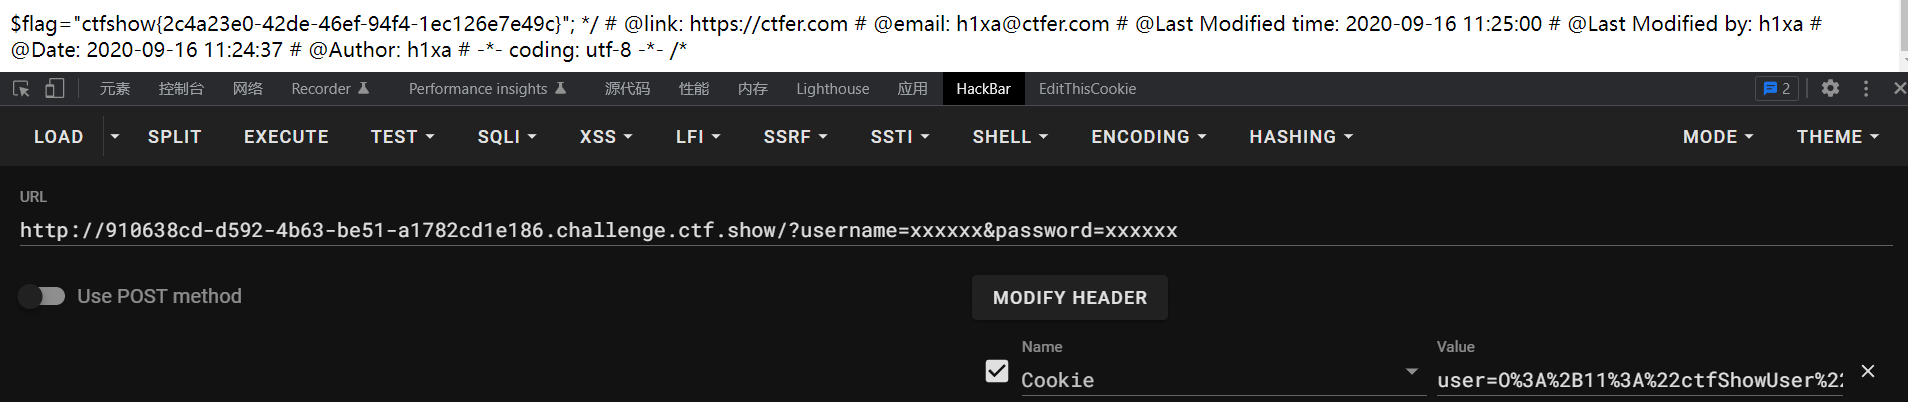 $flag="ctfshow{2c4a23e0-42de-46ef-94f4-1ec126e7e49c}"; */ # @link: https://ctfer.com # @email: h1xa@ctfer.com # @Last Modified time: 2020-09-16 11:25:00 # @Last Modified by: h1xa #
@Date: 2020-09-16 11:24:37 # @Author: h1xa # -*- coding: utf-8 -*- /*
元素 控制台 网络 Recorder Performance insights 源代码 性能 内存 Lighthouse 应用 HackBar EditThisCookie 2
LOAD SPLIT EXECUTE TEST SQLI XSS LFI SSRF SSTI SHELL ENCODING HASHING MODE THEME
URL
http://910638cd-d592-4b63-be51-a1782cd1e186.challenge.ctf.show/?username=xxxxxx&password=xxxxxx
Use POST method MODIFY HEADER
Name Value
Cookie user=O%3A%2B11%3A%22ctfShowUser%22